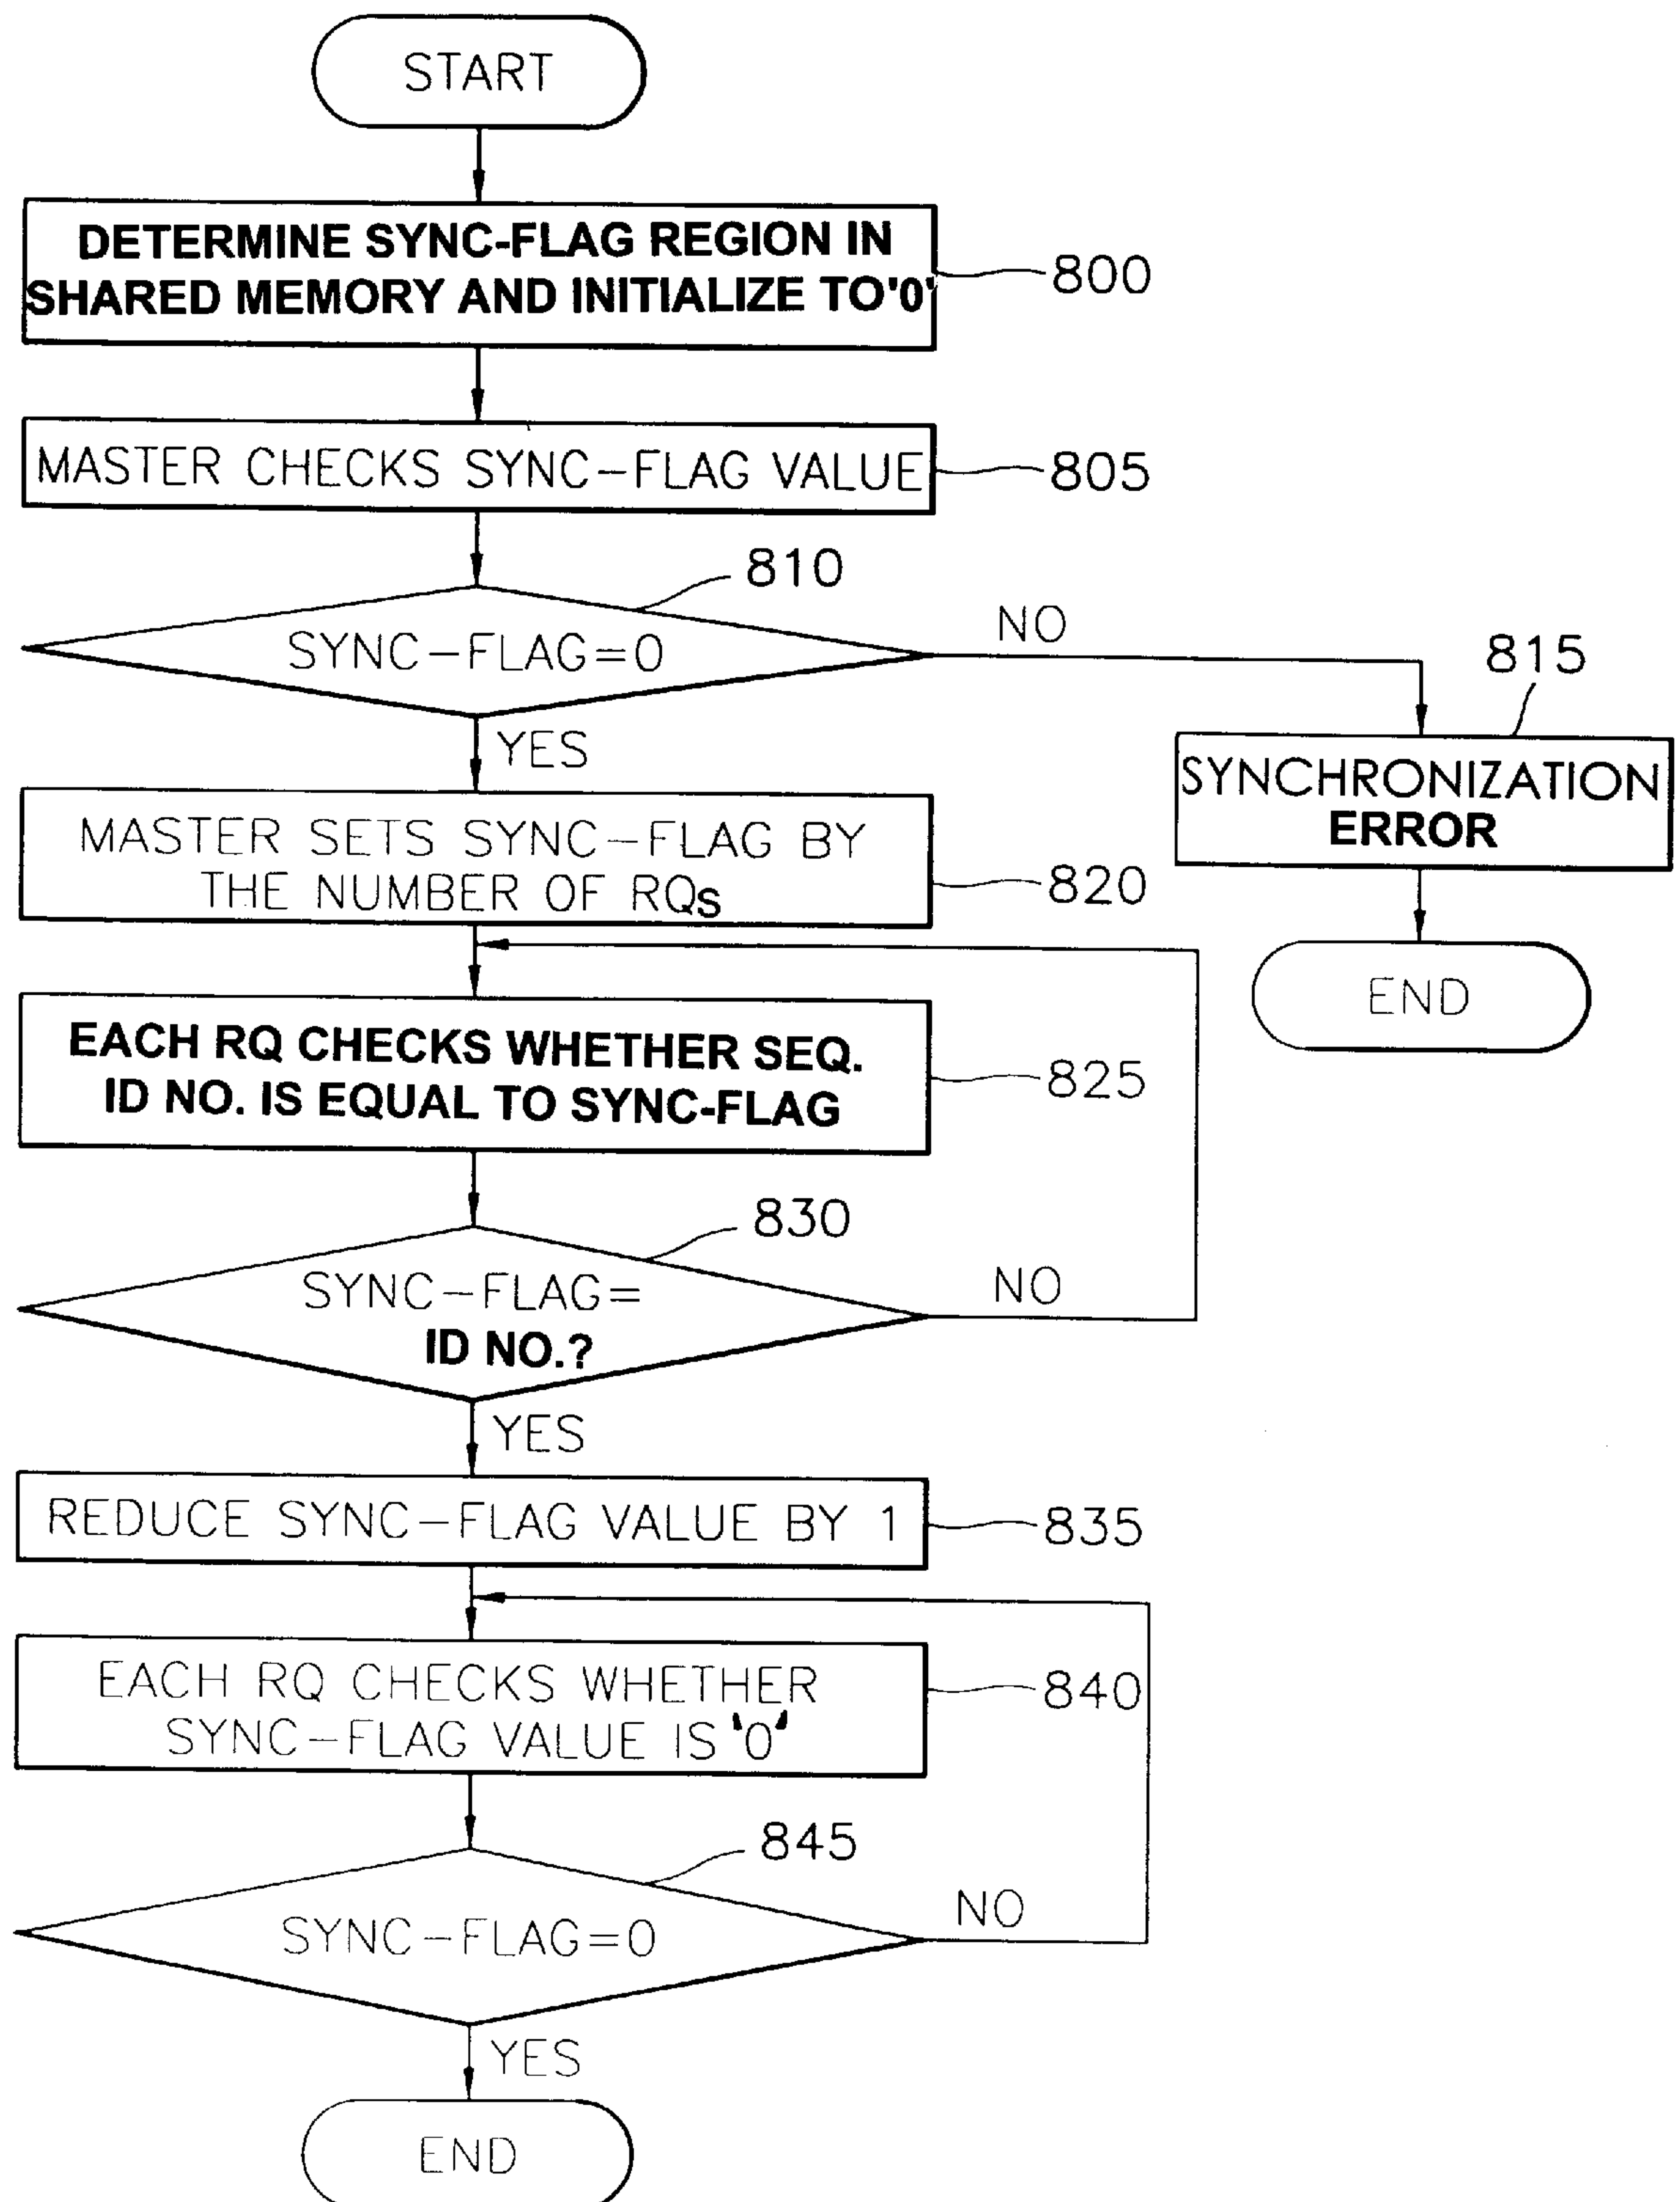 START
DETERMINE SYNC-FLAG REGION IN
SHARED MEMORY AND INITIALIZE TO'0'
800
MASTER CHECKS SYNC-FLAG VALUE
805
810
SYNC-FLAG=0
NO
YES
815
SYNCHRONIZATION
ERROR
END
MASTER SETS SYNC-FLAG BY
THE NUMBER OF RQs
820
EACH RQ CHECKS WHETHER SEQ.
ID NO. IS EQUAL TO SYNC-FLAG
825
830
SYNC-FLAG=
ID NO.?
NO
YES
REDUCE SYNC-FLAG VALUE BY 1
835
EACH RQ CHECKS WHETHER
SYNC-FLAG VALUE IS '0'
840
845
SYNC-FLAG=0
NO
YES
END